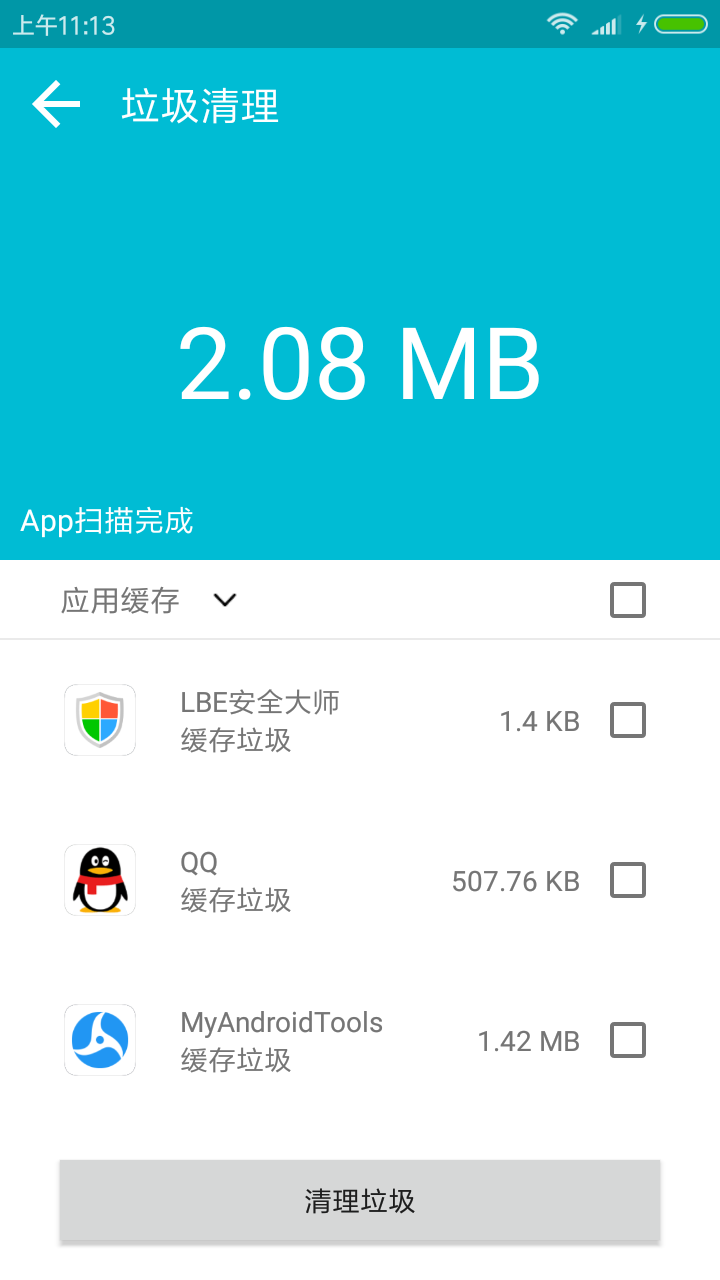 上午11:13
垃圾清理
2.08 MB
App扫描完成
应用缓存
LBE安全大师
缓存垃圾
1.4 KB
QQ
缓存垃圾
507.76 KB
MyAndroidTools
缓存垃圾
1.42 MB
清理垃圾